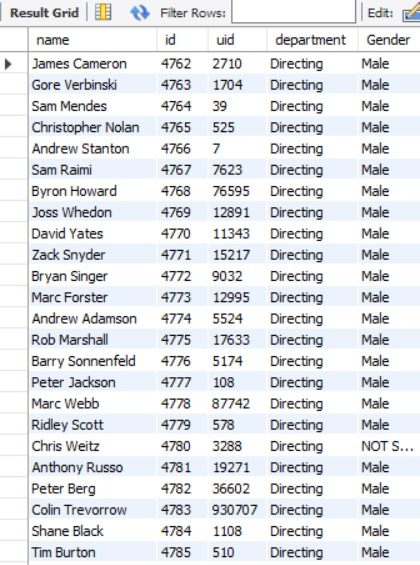 Result Grid Filter Rows: Edit:
name id uid department Gender
James Cameron 4762 2710 Directing Male
Gore Verbinski 4763 1704 Directing Male
Sam Mendes 4764 39 Directing Male
Christopher Nolan 4765 525 Directing Male
Andrew Stanton 4766 7 Directing Male
Sam Raimi 4767 7623 Directing Male
Byron Howard 4768 76595 Directing Male
Joss Whedon 4769 12891 Directing Male
David Yates 4770 11343 Directing Male
Zack Snyder 4771 15217 Directing Male
Bryan Singer 4772 9032 Directing Male
Marc Forster 4773 12995 Directing Male
Andrew Adamson 4774 5524 Directing Male
Rob Marshall 4775 17633 Directing Male
Barry Sonnenfeld 4776 5174 Directing Male
Peter Jackson 4777 108 Directing Male
Marc Webb 4778 87742 Directing Male
Ridley Scott 4779 578 Directing Male
Chris Weitz 4780 3288 Directing NOT S...
Anthony Russo 4781 19271 Directing Male
Peter Berg 4782 36602 Directing Male
Colin Trevorrow 4783 930707 Directing Male
Shane Black 4784 1108 Directing Male
Tim Burton 4785 510 Directing Male